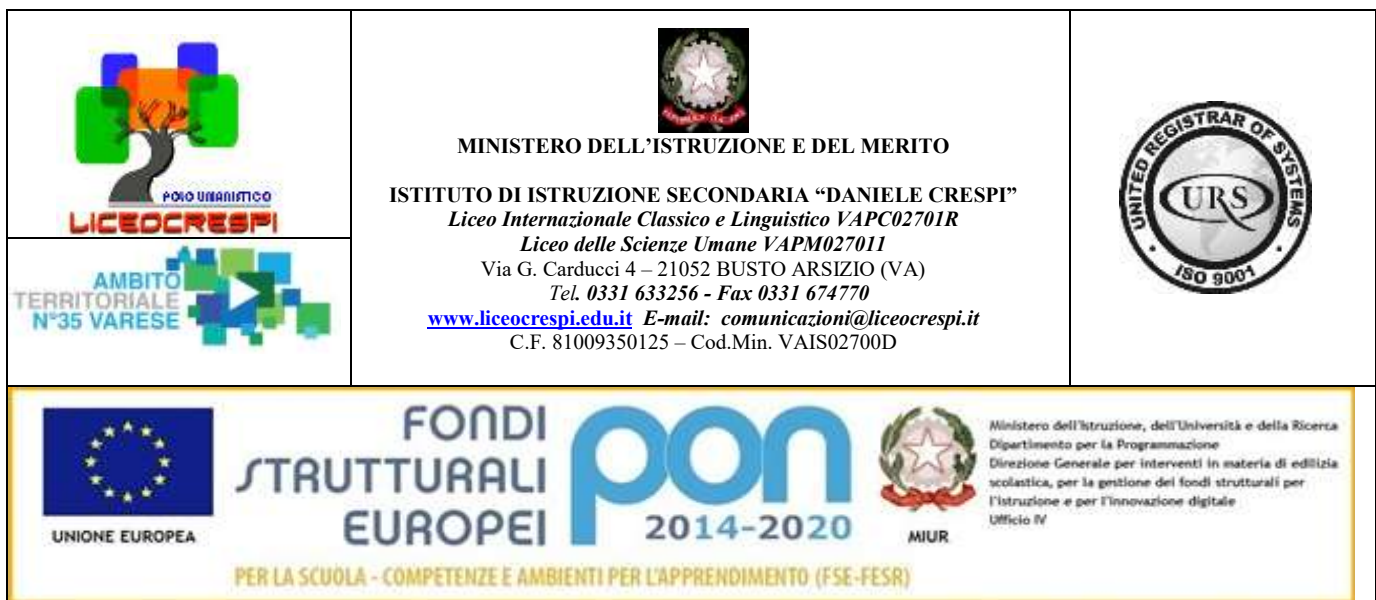 POLO UMANISTICO
LICEOCRESPI
AMBITO
TERRITORIALE
N°35 VARESE
MINISTERO DELL’ISTRUZIONE E DEL MERITO
ISTITUTO DI ISTRUZIONE SECONDARIA “DANIELE CRESPI”
Liceo Internazionale Classico e Linguistico VAPC02701R
Liceo delle Scienze Umane VAPM027011
Via G. Carducci 4 – 21052 BUSTO ARSIZIO (VA)
Tel. 0331 633256 - Fax 0331 674770
www.liceocrespi.edu.it E-mail: comunicazioni@liceocrespi.it
C.F. 81009350125 – Cod.Min. VAIS02700D
UNITED REGISTRAR OF SYSTEMS
URS
ISO 9001
UNIONE EUROPEA
FONDI
STRUTTURALI
EUROPEI
pon
2014-2020
MIUR
Ministero dell'Istruzione, dell'Università e della Ricerca
Dipartimento per la Programmazione
Direzione Generale per interventi in materia di edilizia
scolastica, per la gestione dei fondi strutturali per
l'istruzione e per l'innovazione digitale
Ufficio IV
PER LA SCUOLA - COMPETENZE E AMBIENTI PER L'APPRENDIMENTO (FSE-FESR)